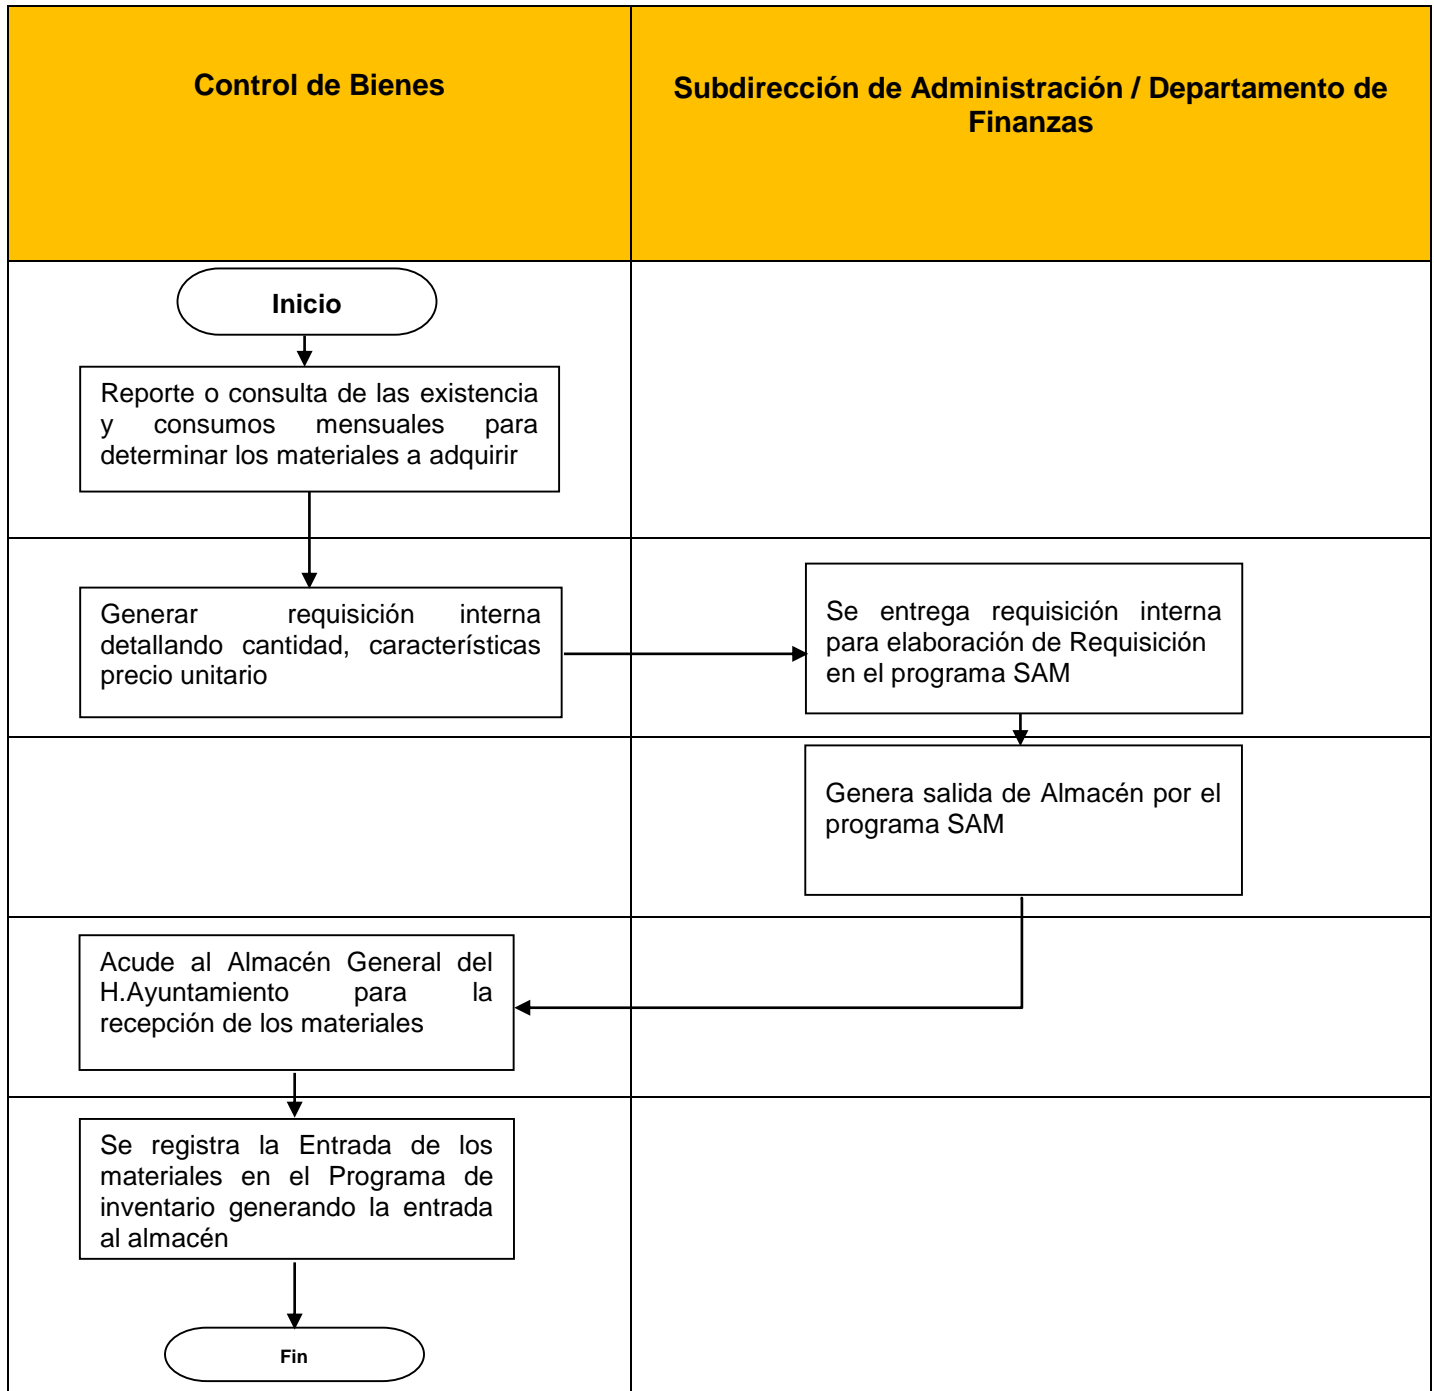 Control de Bienes
Subdirección de Administración / Departamento de
Finanzas
Inicio
Reporte o consulta de las existencia
y consumos mensuales para
determinar los materiales a adquirir
Generar requisición interna
detallando cantidad, características
precio unitario
Se entrega requisición interna
para elaboración de Requisición
en el programa SAM
Genera salida de Almacén por el
programa SAM
Acude al Almacén General del
H.Ayuntamiento para la
recepción de los materiales
Se registra la Entrada de los
materiales en el Programa de
inventario generando la entrada
al almacén
Fin